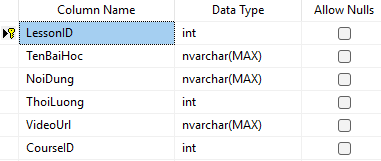 Column Name Data Type Allow Nulls
LessonID int
TenBaiHoc nvarchar(MAX)
NoiDung nvarchar(MAX)
ThoiLuong int
VideoUrl nvarchar(MAX)
CourseID int